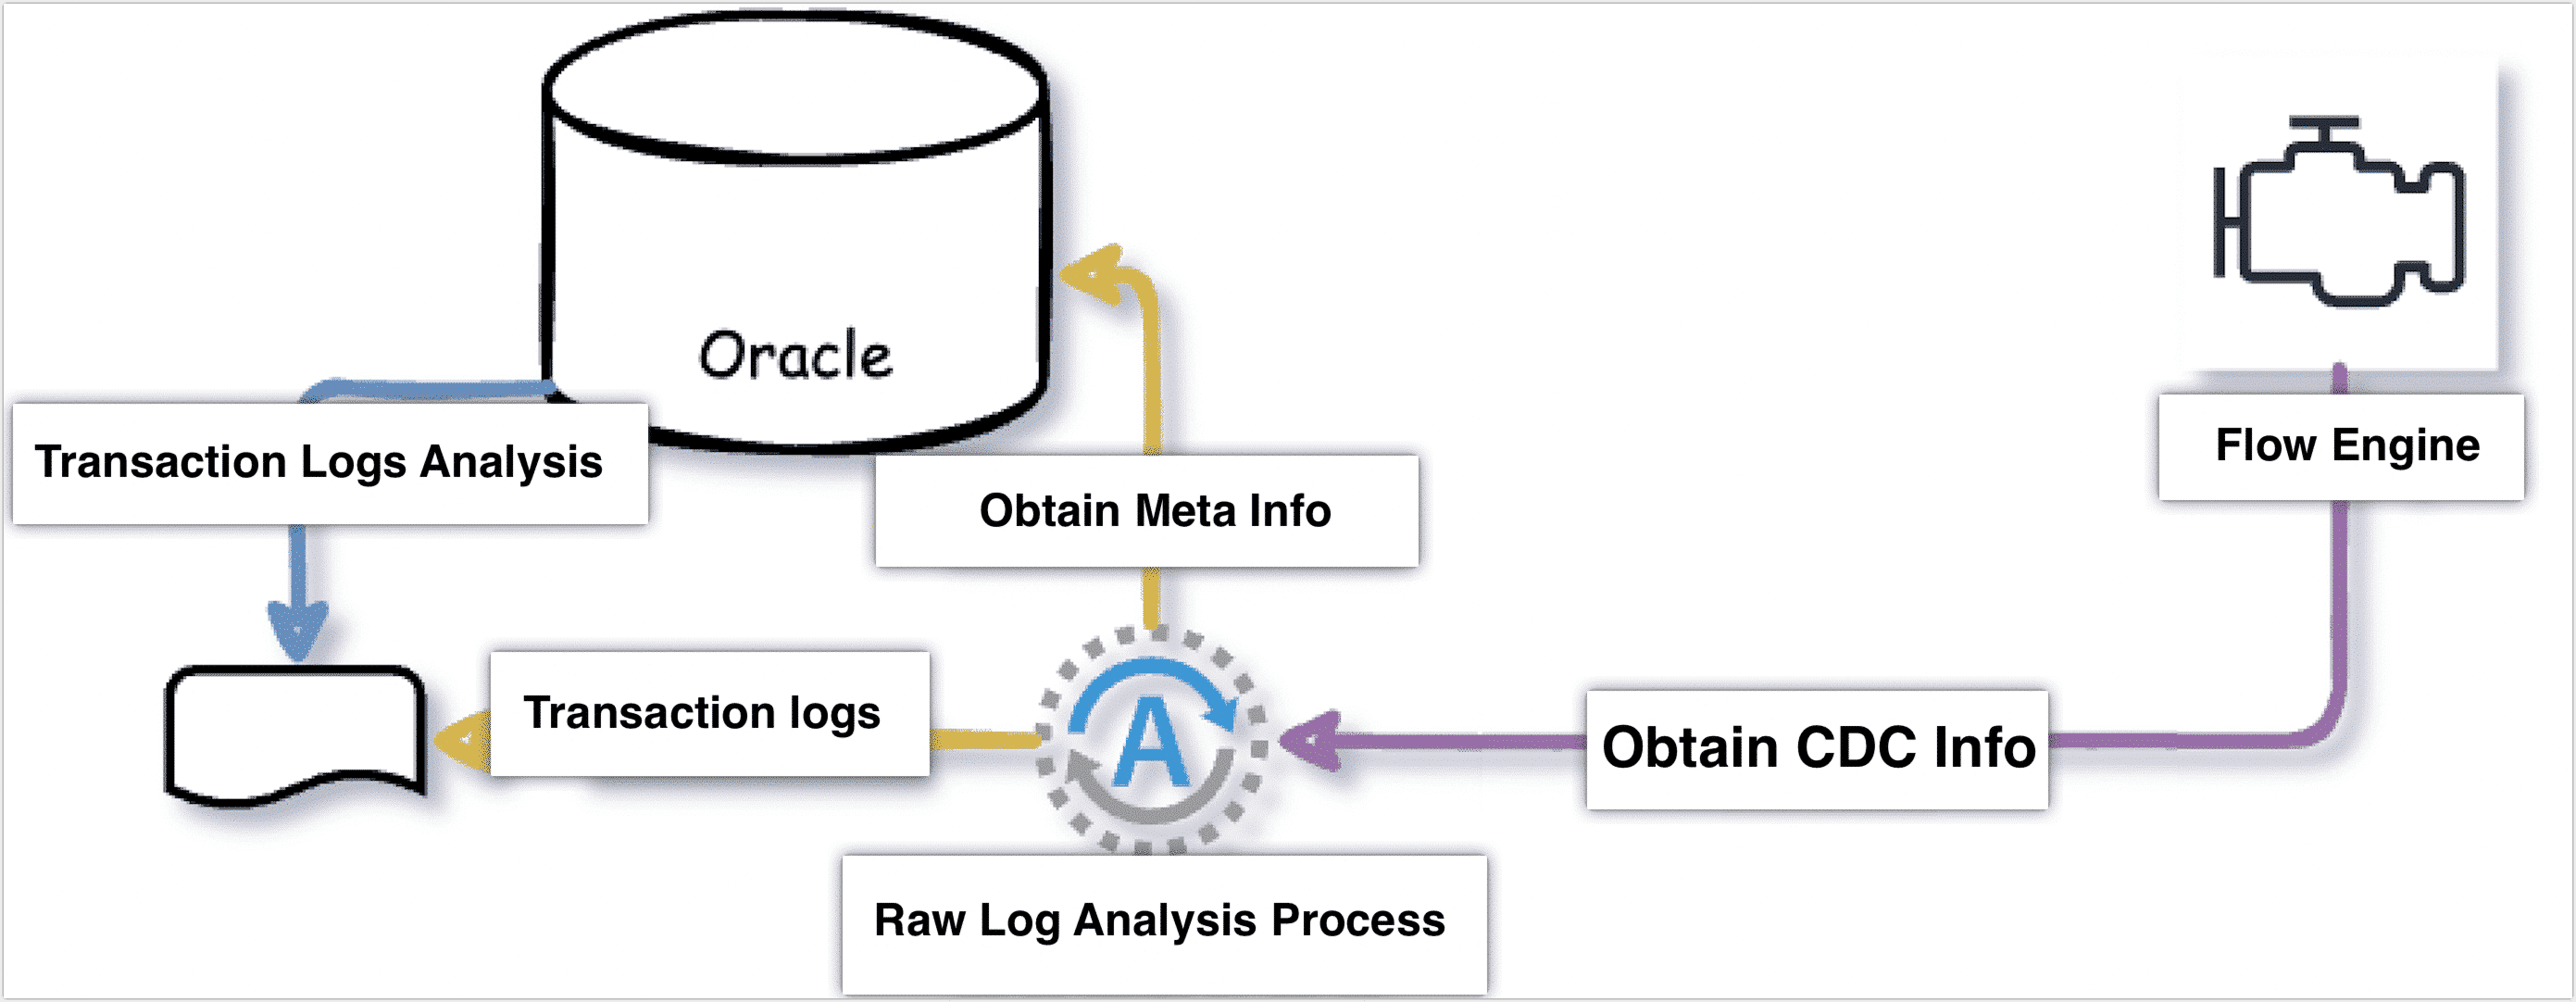 Oracle
Transaction Logs Analysis
Flow Engine
Obtain Meta Info
Transaction logs
A
Obtain CDC Info
Raw Log Analysis Process